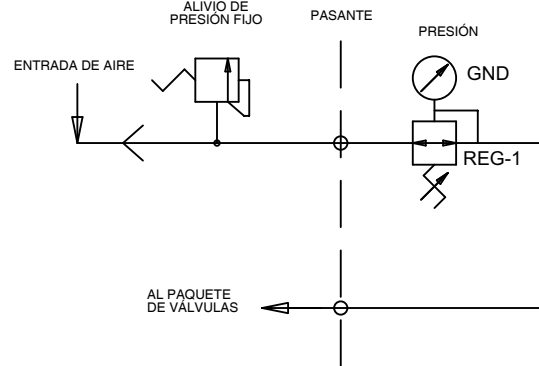 ALIVIO DE
PRESIÓN FIJO
PASANTE
PRESIÓN
ENTRADA DE AIRE
GND
REG-1
AL PAQUETE
DE VÁLVULAS